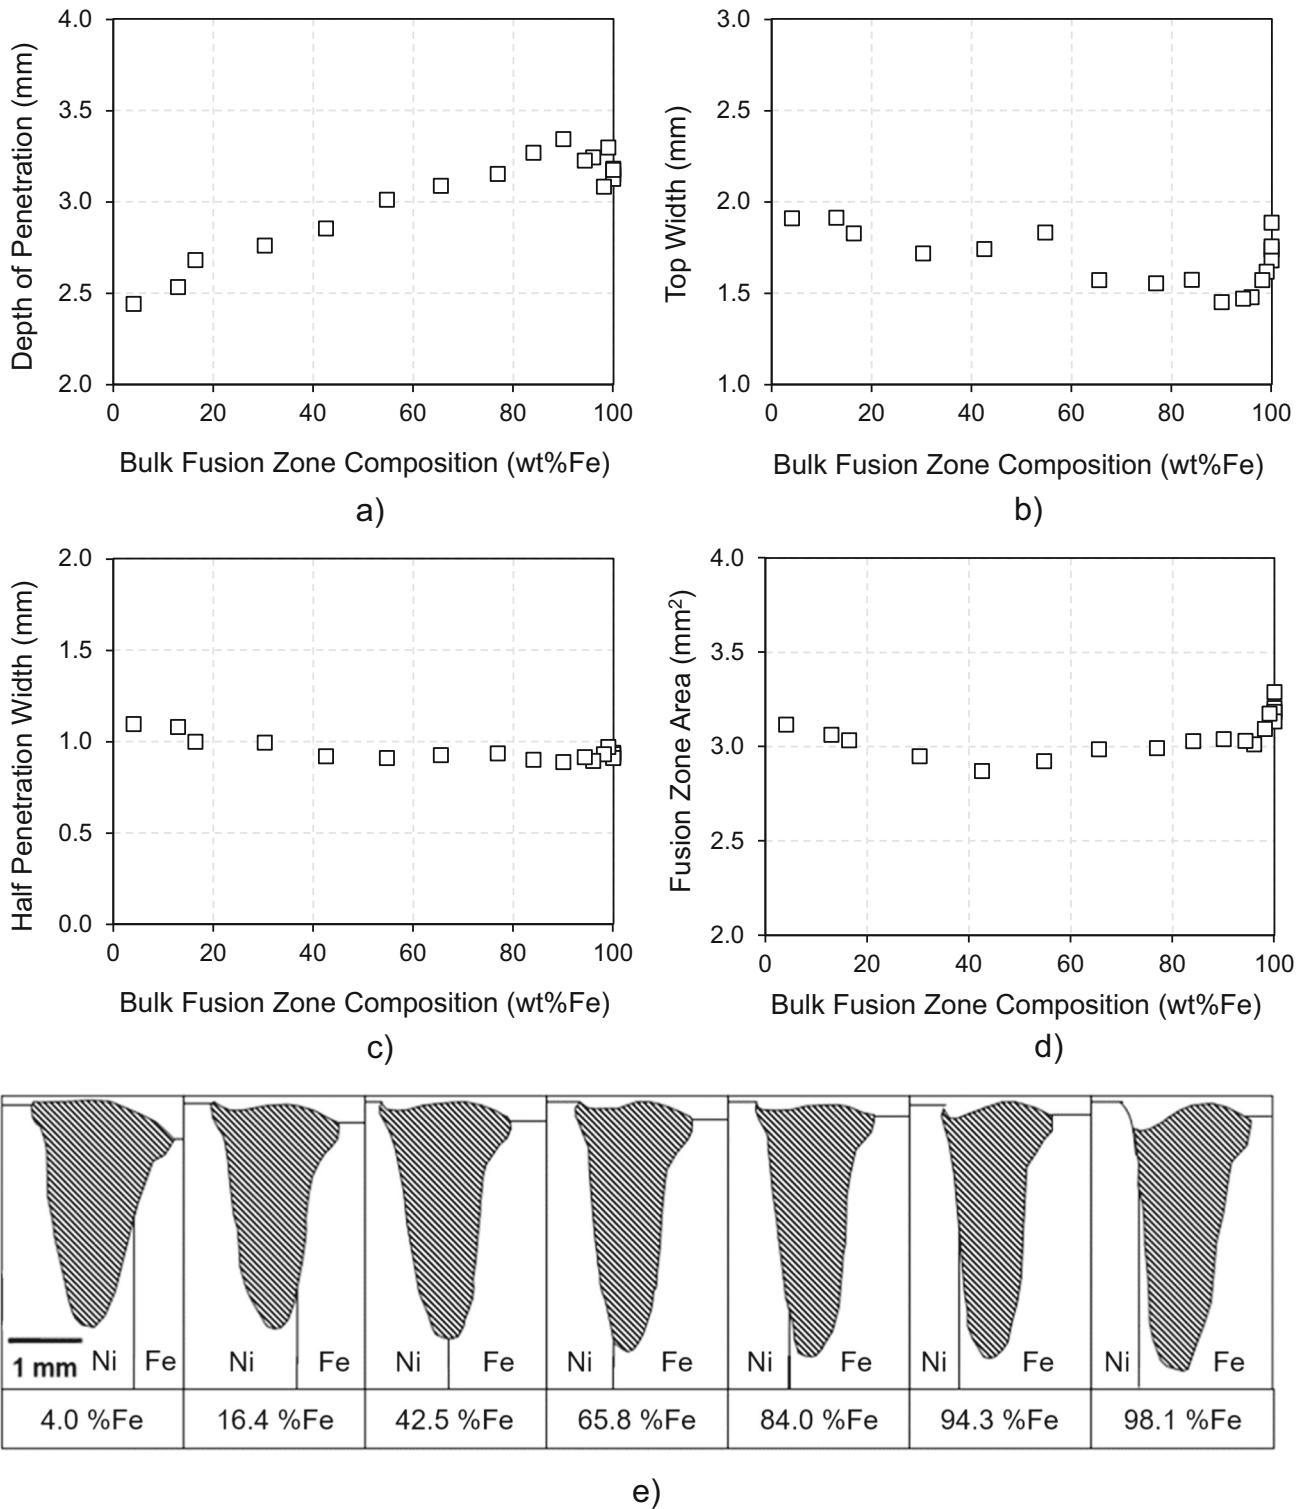 4.0
3.5
3.0
2.5
2.0
Depth of Penetration (mm)
0 20 40 60 80 100
Bulk Fusion Zone Composition (wt%Fe)
a)
3.0
2.5
2.0
1.5
1.0
Top Width (mm)
0 20 40 60 80 100
Bulk Fusion Zone Composition (wt%Fe)
b)
2.0
1.5
1.0
0.5
0.0
Half Penetration Width (mm)
0 20 40 60 80 100
Bulk Fusion Zone Composition (wt%Fe)
c)
4.0
3.5
3.0
2.5
2.0
Fusion Zone Area (mm²)
0 20 40 60 80 100
Bulk Fusion Zone Composition (wt%Fe)
d)
1 mm Ni Fe Ni Fe Ni Fe Ni Fe Ni Fe Ni Fe Ni Fe
4.0 %Fe 16.4 %Fe 42.5 %Fe 65.8 %Fe 84.0 %Fe 94.3 %Fe 98.1 %Fe
e)